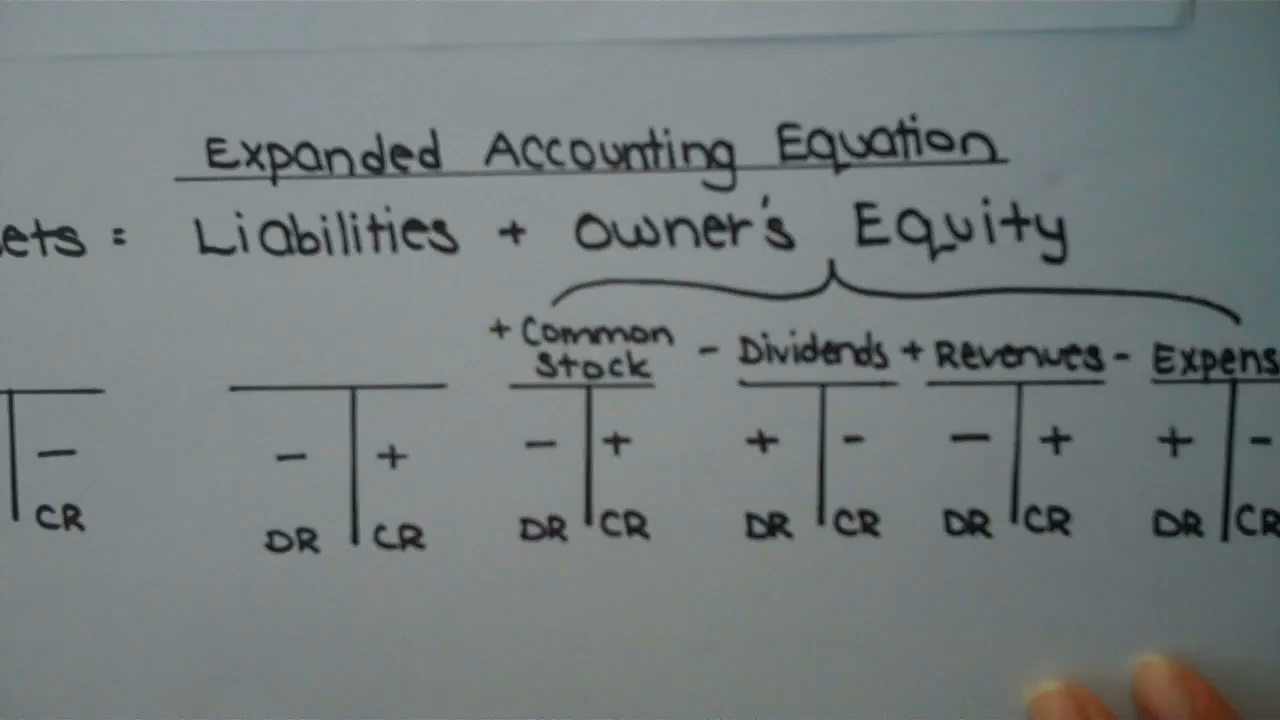 Expanded Accounting Equation
ets = Liabilities + Owner's Equity
+ Common Stock - Dividends + Revenues - Expens
- - + - + + - - + + -
CR DR CR DR CR DR CR DR CR DR CR